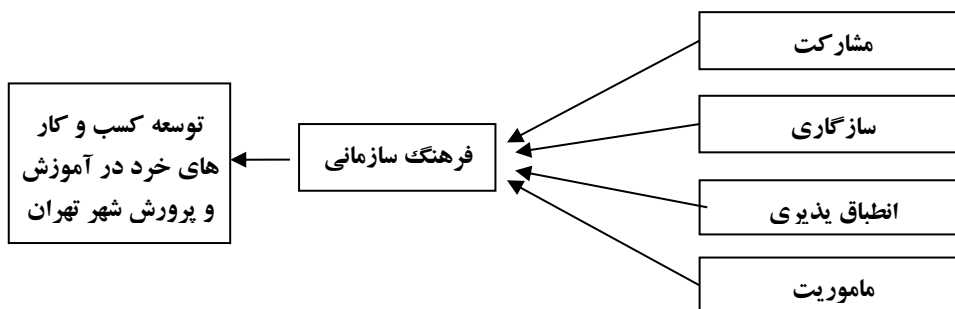 مشارکت
سازگاری
انطباق پذیری
ماموریت
فرهنگ سازمانی
توسعه کسب و کار
های خرد در آموزش
و پرورش شهر تهران